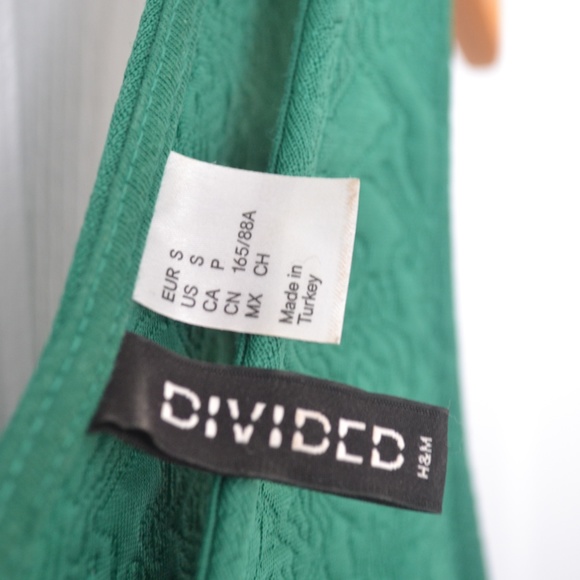 EUR S
US S
CA P
CN 165/88A
MX CH
Made in
Turkey
DIVIDED
H&M